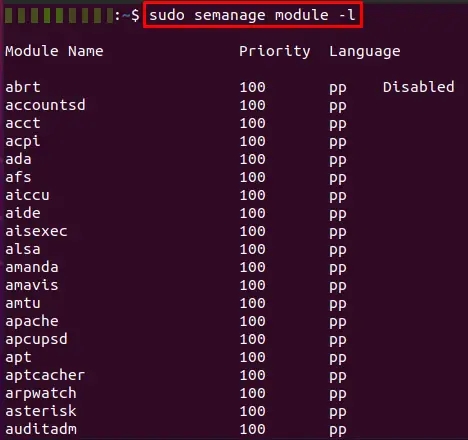 :~$ sudo semanage module -l
Module Name Priority Language
abrt 100 pp Disabled
accountsd 100 pp
acct 100 pp
acpi 100 pp
ada 100 pp
afs 100 pp
aiccu 100 pp
aide 100 pp
aisexec 100 pp
alsa 100 pp
amanda 100 pp
amavis 100 pp
amtu 100 pp
apache 100 pp
apcupsd 100 pp
apt 100 pp
aptcacher 100 pp
arpwatch 100 pp
asterisk 100 pp
auditadm 100 pp